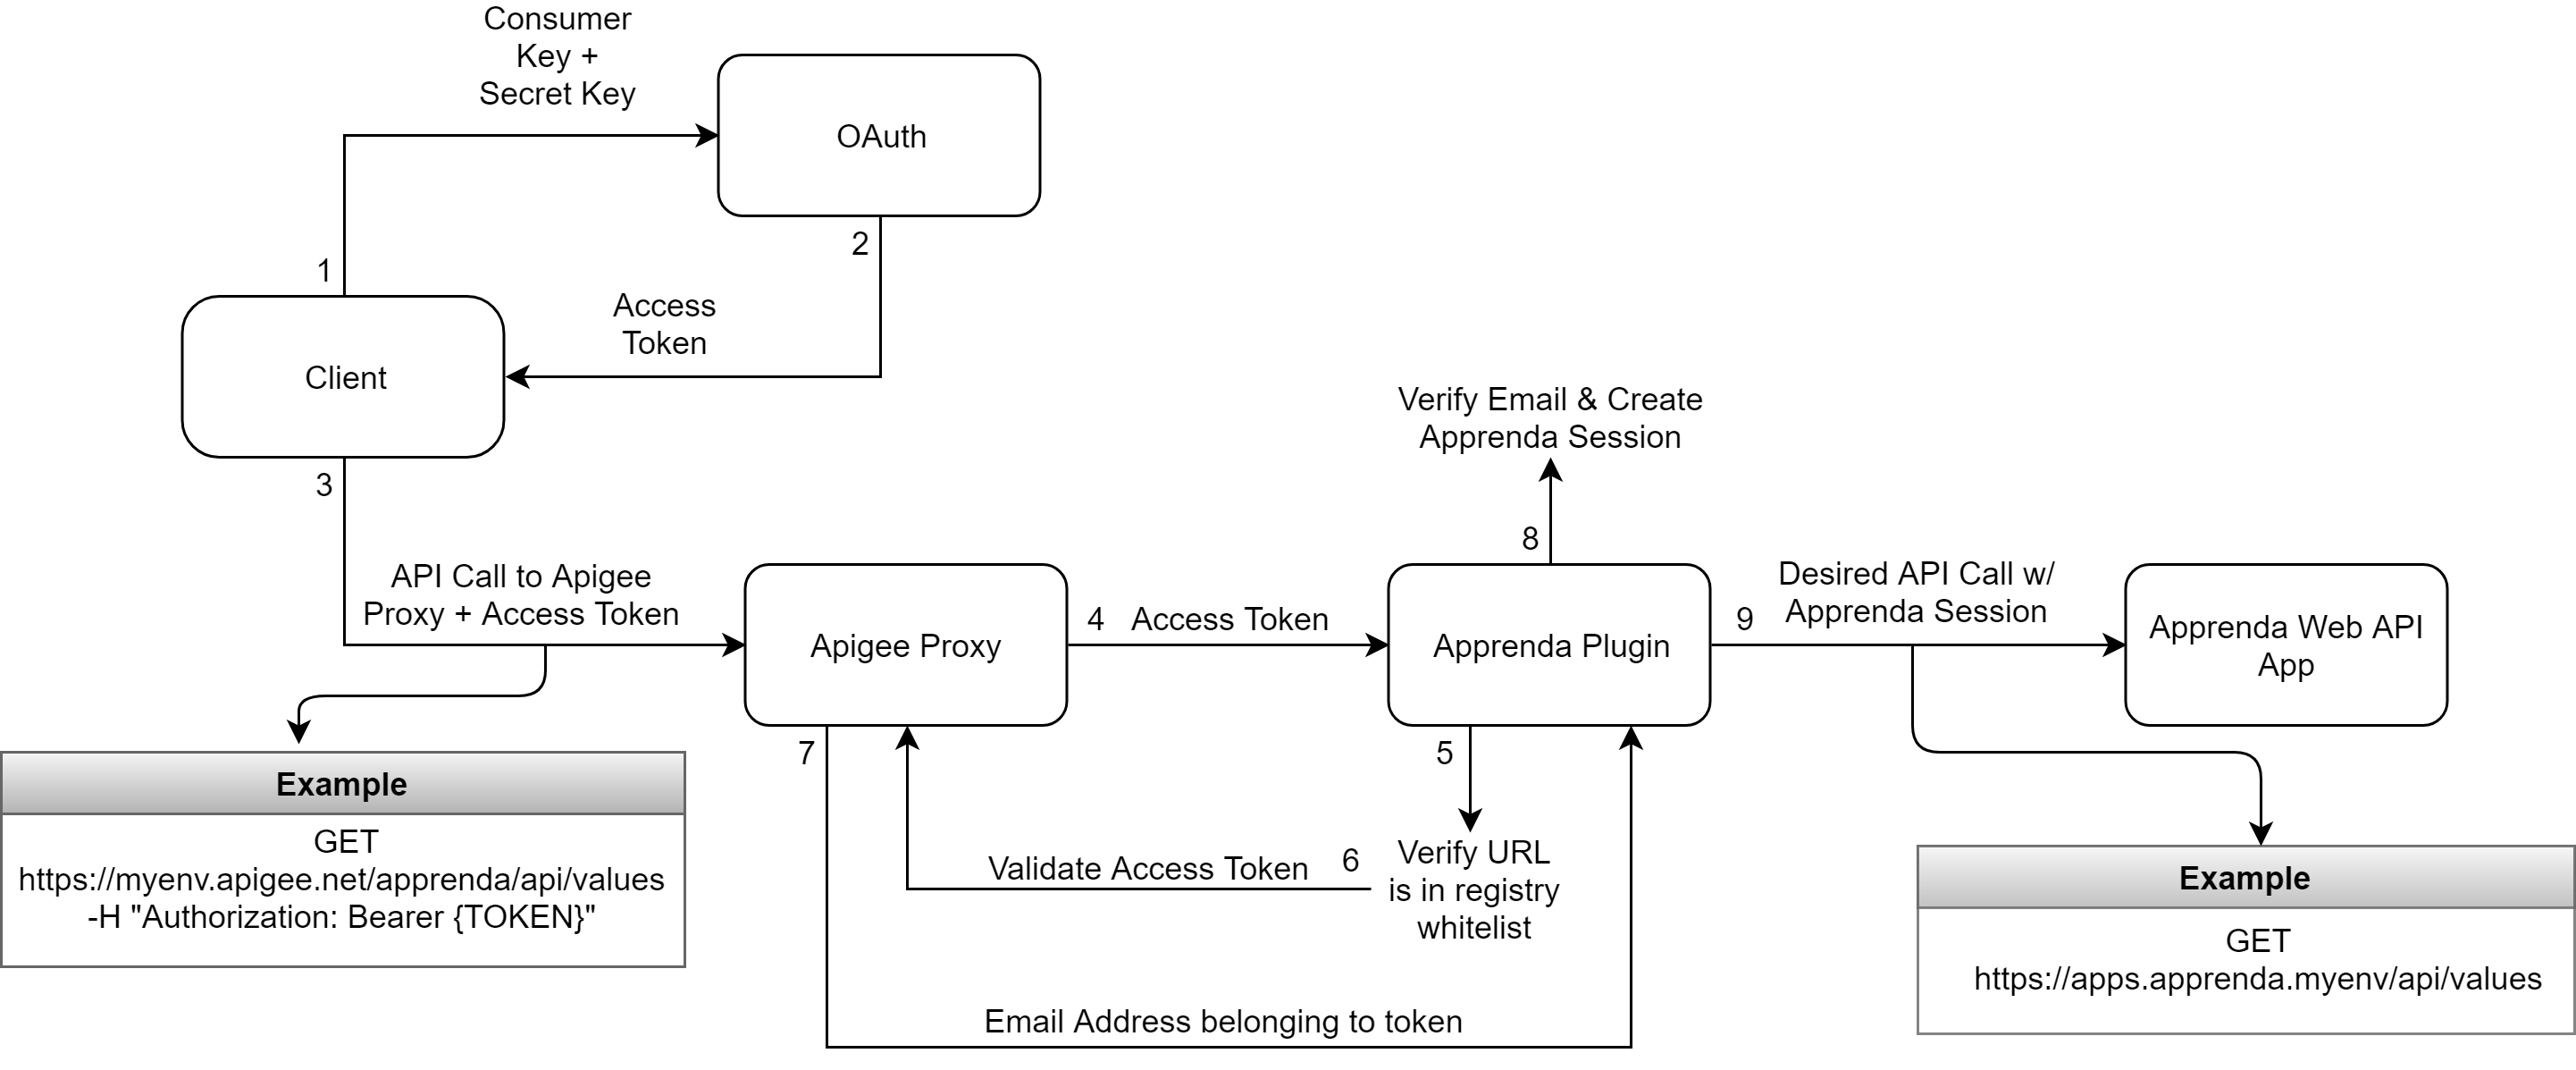 Consumer
Key +
Secret Key
OAuth
1
2
Access
Token
Client
3
API Call to Apigee
Proxy + Access Token
Example
GET
https://myenv.apigee.net/apprenda/api/values
-H "Authorization: Bearer {TOKEN}"
Apigee Proxy
4
Access Token
Apprenda Plugin
5
Verify URL
is in registry
whitelist
6
Validate Access Token
7
Email Address belonging to token
8
Verify Email & Create
Apprenda Session
9
Desired API Call w/
Apprenda Session
Apprenda Web API
App
Example
GET
https://apps.apprenda.myenv/api/values